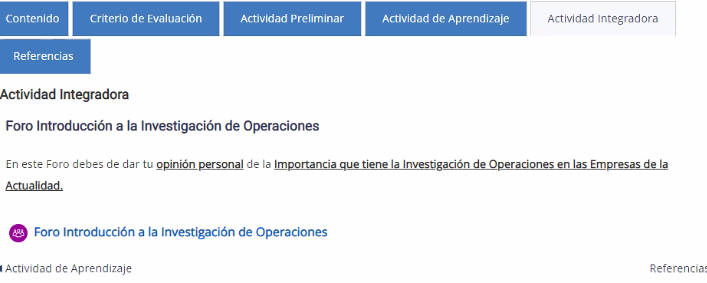 Contenido
Criterio de Evaluación
Actividad Preliminar
Actividad de Aprendizaje
Actividad Integradora
Referencias
Actividad Integradora
Foro Introducción a la Investigación de Operaciones
En este Foro debes de dar tu opinión personal de la Importancia que tiene la Investigación de Operaciones en las Empresas de la
Actualidad.
Foro Introducción a la Investigación de Operaciones
Actividad de Aprendizaje
Referencias